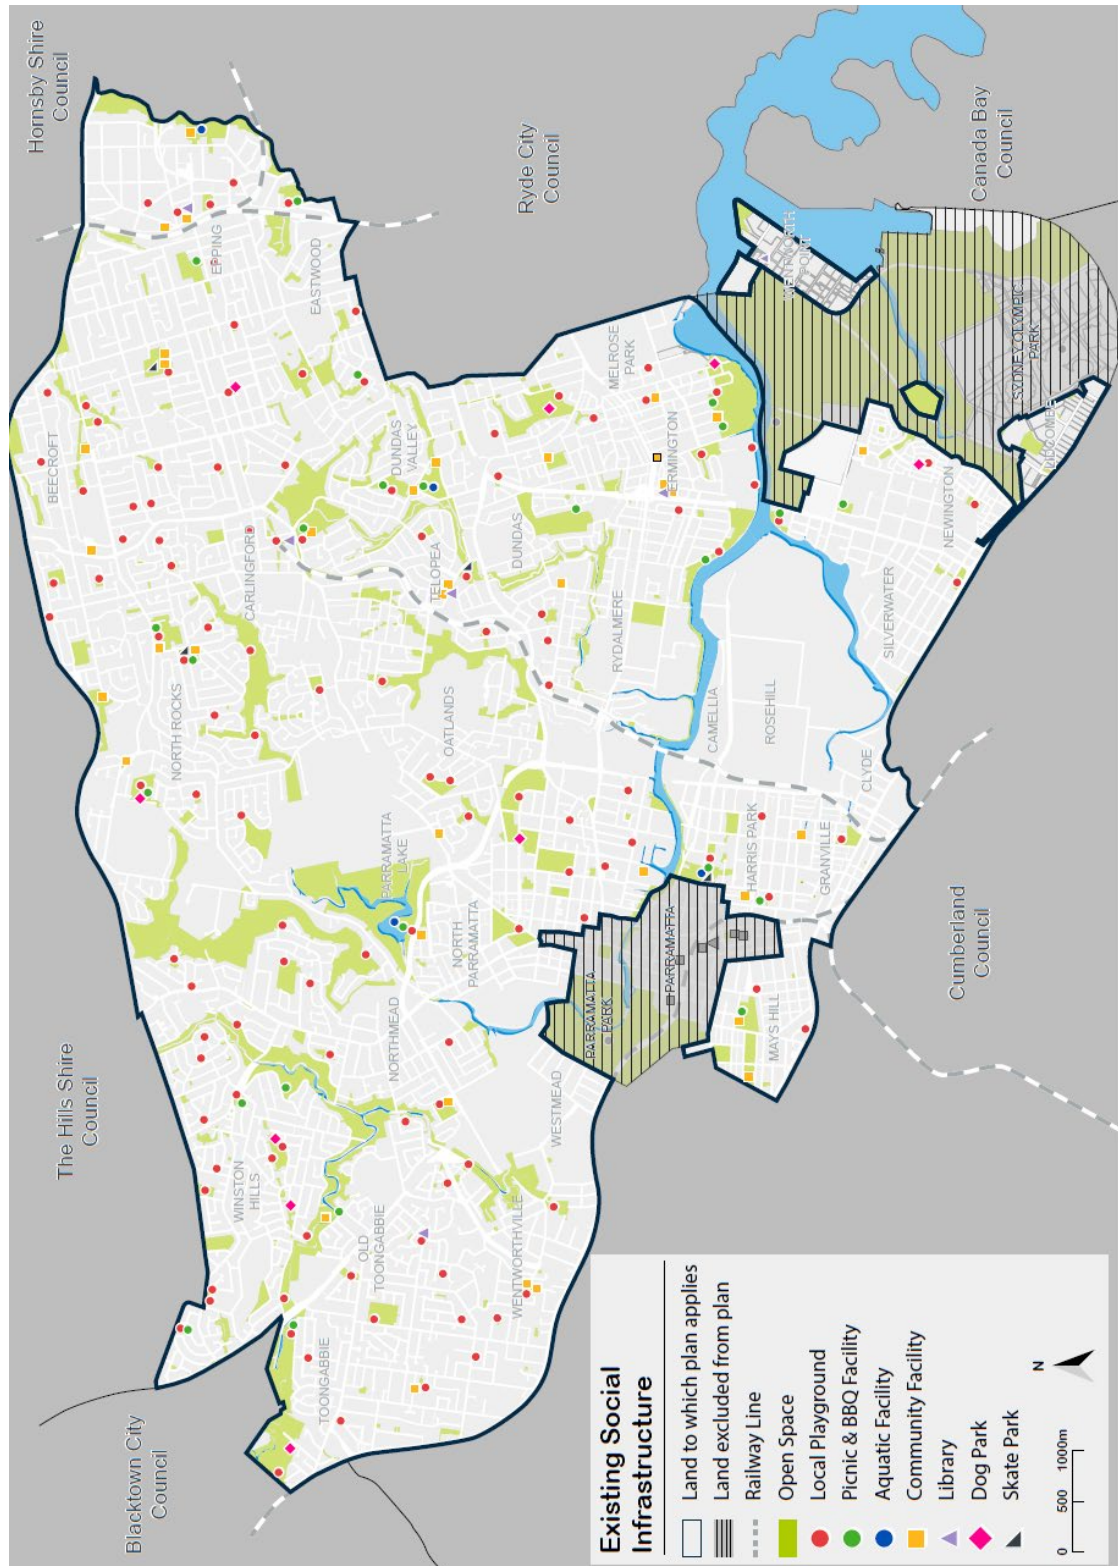 Hornsby Shire
Council
Ryde City
Council
Canada Bay
Council
The Hills Shire
Council
Blacktown City
Council
Cumberland
Council
EPPING
EASTWOOD
BEECROFT
DUNDAS
VALLEY
CARLINGFORD
TELOPEA
DUNDAS
MELROSE
PARK
ERMINGTON
WENTWORTH
POINT
SYDNEY OLYMPIC
PARK
LIDCOMBE
NEWINGTON
SILVERWATER
NORTH ROCKS
OATLANDS
RYDALMERE
CAMELLIA
ROSEHILL
CLYDE
PARRAMATTA
LAKE
HARRIS PARK
GRANVILLE
NORTH
PARRAMATTA
PARRAMATTA
PARRAMATTA
PARK
MAYS HILL
NORTHMEAD
WESTMEAD
WINSTON
HILLS
OLD
TOONGABBIE
WENTWORTHVILLE
TOONGABBIE
Existing Social
Infrastructure
Land to which plan applies
Land excluded from plan
Railway Line
Open Space
Local Playground
Picnic & BBQ Facility
Aquatic Facility
Community Facility
Library
Dog Park
Skate Park
0 500 1000m
N